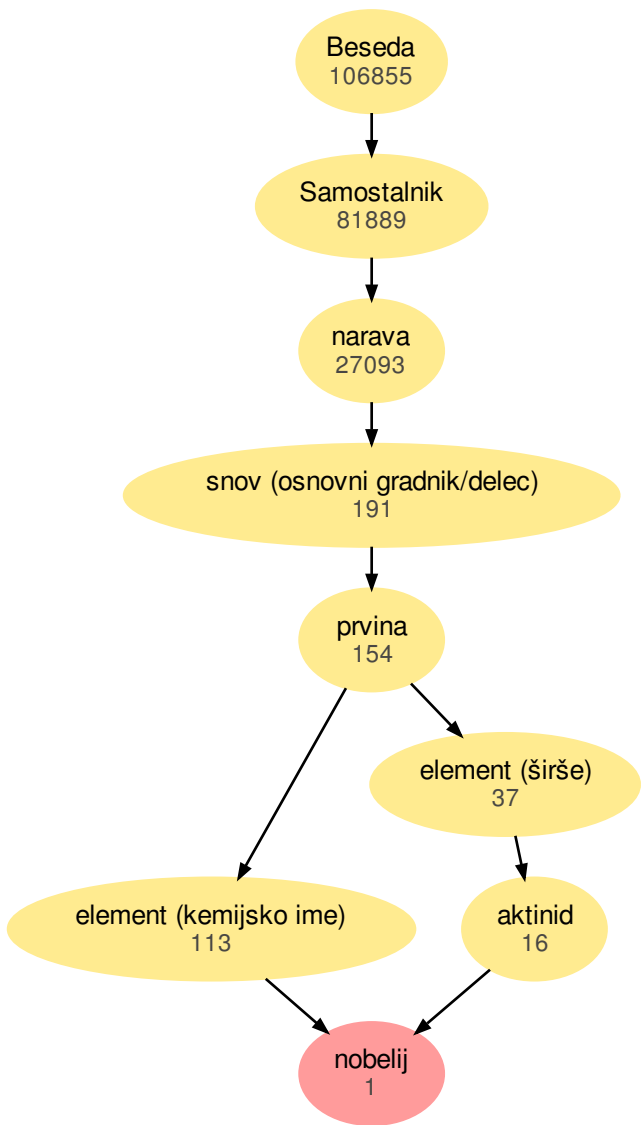 Beseda
106855
Samostalnik
81889
narava
27093
snov (osnovni gradnik/delec)
191
prvina
154
element (širše)
37
element (kemijsko ime)
113
aktinid
16
nobelij
1